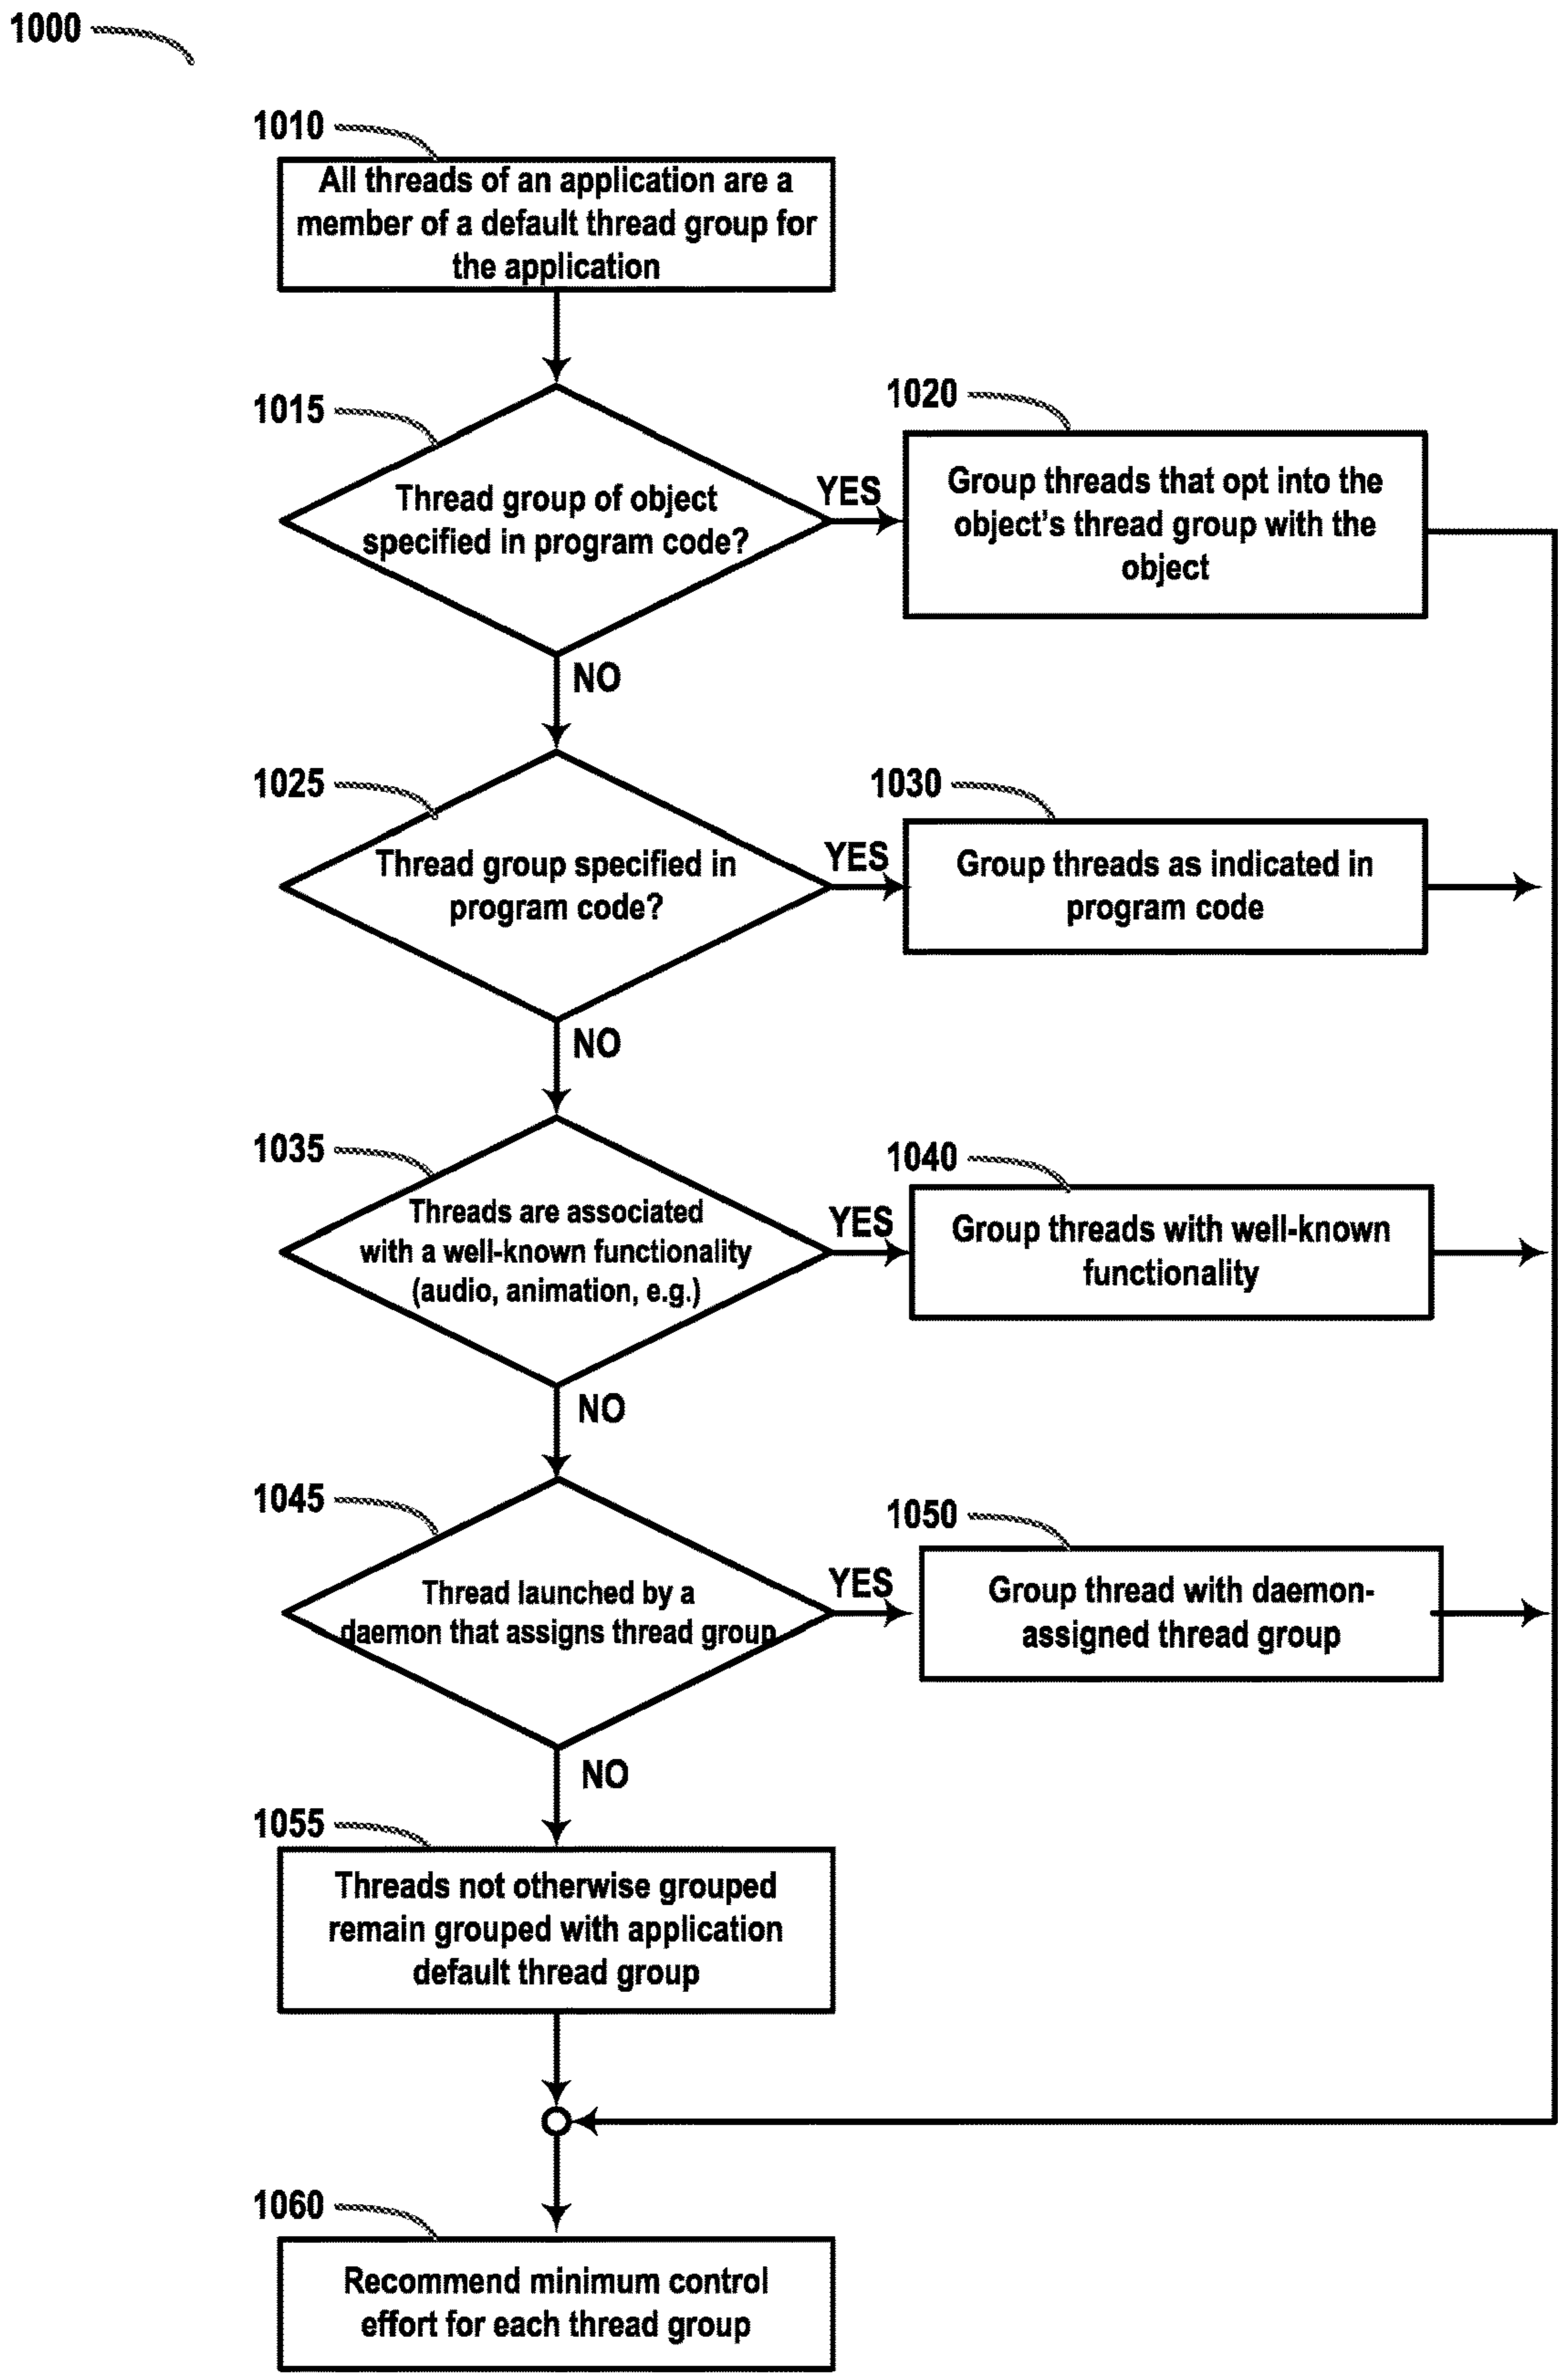 1000
1010
All threads of an application are a
member of a default thread group for
the application
1015
Thread group of object
specified in program code?
YES
1020
Group threads that opt into the
object's thread group with the
object
NO
1025
Thread group specified in
program code?
YES
1030
Group threads as indicated in
program code
NO
1035
Threads are associated
with a well-known functionality
(audio, animation, e.g.)
YES
1040
Group threads with well-known
functionality
NO
1045
Thread launched by a
daemon that assigns thread group
YES
1050
Group thread with daemon-
assigned thread group
NO
1055
Threads not otherwise grouped
remain grouped with application
default thread group
1060
Recommend minimum control
effort for each thread group